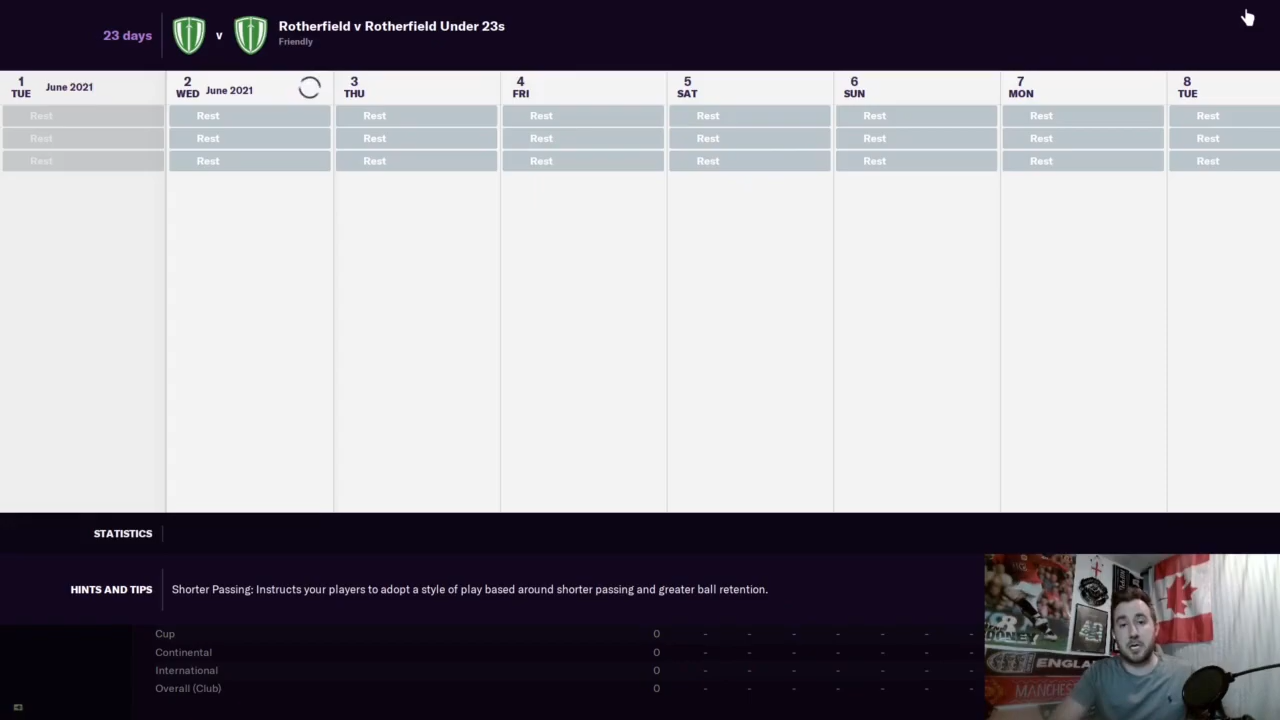 23 days
v
Rotherfield v Rotherfield Under 23s
Friendly
1
TUE
June 2021
2
WED
June 2021
3
THU
4
FRI
5
SAT
6
SUN
7
MON
8
TUE
Rest Rest Rest Rest Rest Rest Rest Rest
Rest Rest Rest Rest Rest Rest Rest Rest
Rest Rest Rest Rest Rest Rest Rest Rest
STATISTICS
HINTS AND TIPS
Shorter Passing: Instructs your players to adopt a style of play based around shorter passing and greater ball retention.
Cup 0 - - - - - - -
Continental 0 - - - - - - -
International 0 - - - - - - -
Overall (Club) 0 - - - - - - -
ENGLA
MANCHES